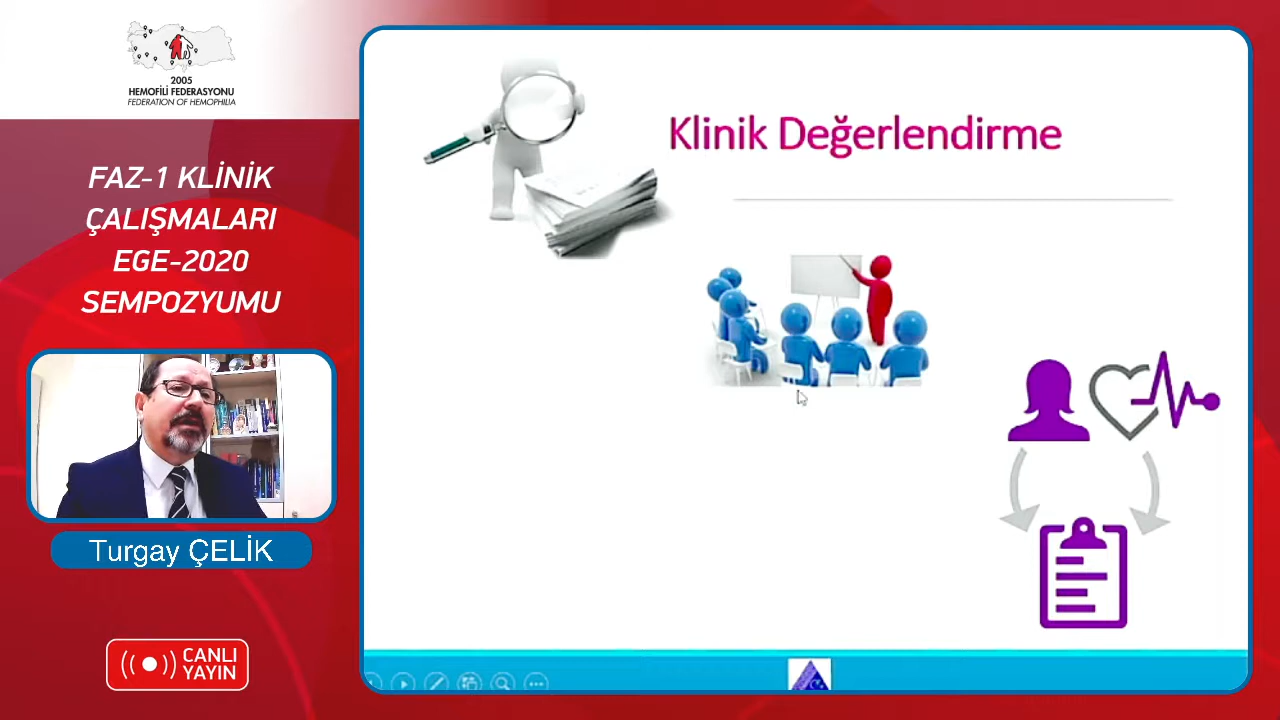 2005
HEMOFİLİ FEDERASYONU
FEDERATION OF HEMOPHILIA
FAZ-1 KLİNİK
ÇALIŞMALARI
EGE-2020
SEMPOZYUMU
Turgay ÇELİK
CANLI
YAYIN
Klinik Değerlendirme